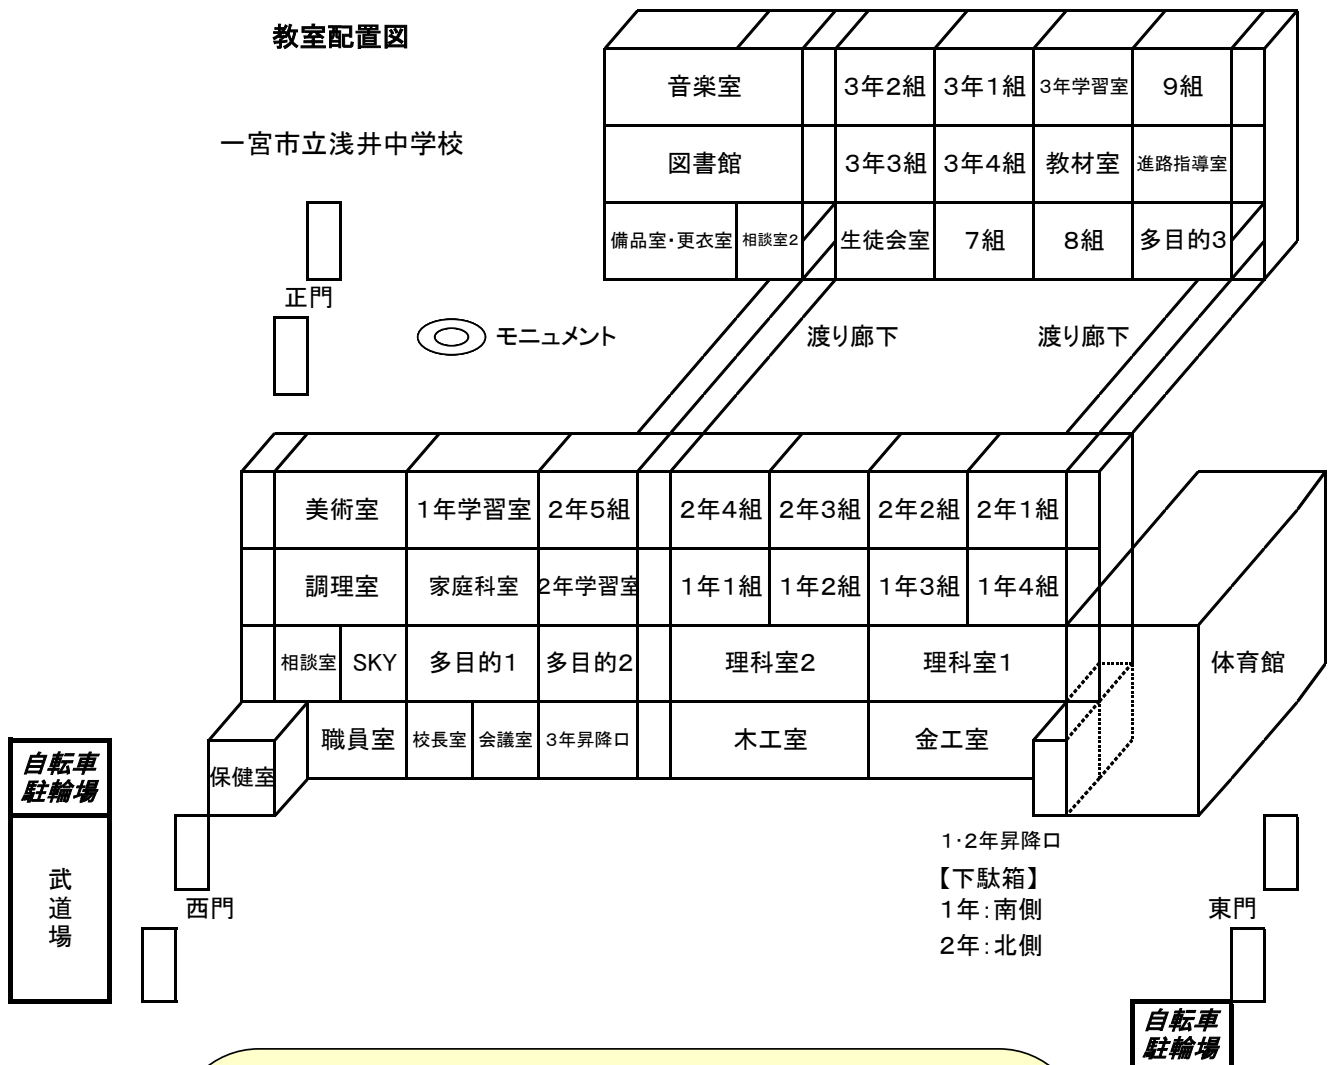 教室配置図
一宮市立浅井中学校
音楽室 3年2組 3年1組 3年学習室 9組
図書館 3年3組 3年4組 教材室 進路指導室
備品室・更衣室 相談室2 生徒会室 7組 8組 多目的3
正門
モニュメント
渡り廊下 渡り廊下
美術室 1年学習室 2年5組 2年4組 2年3組 2年2組 2年1組
調理室 家庭科室 2年学習室 1年1組 1年2組 1年3組 1年4組
相談室 SKY 多目的1 多目的2 理科室2 理科室1
体育館
職員室 校長室 会議室 3年昇降口 木工室 金工室
保健室
自転車
駐輪場
武
道
場
西門
1・2年昇降口
【下駄箱】
1年：南側
2年：北側
東門
自転車
駐輪場